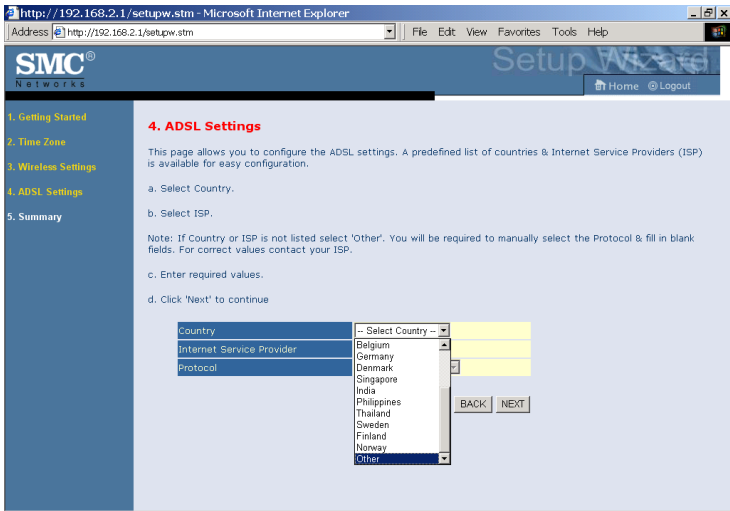 http://192.168.2.1/setupw.stm - Microsoft Internet Explorer
Address http://192.168.2.1/setupw.stm File Edit View Favorites Tools Help
SMC®
Networks
Setup Wizard
Home Logout
1. Getting Started
2. Time Zone
3. Wireless Settings
4. ADSL Settings
5. Summary
4. ADSL Settings
This page allows you to configure the ADSL settings. A predefined list of countries & Internet Service Providers (ISP)
is available for easy configuration.
a. Select Country.
b. Select ISP.
Note: If Country or ISP is not listed select 'Other'. You will be required to manually select the Protocol & fill in blank
fields. For correct values contact your ISP.
c. Enter required values.
d. Click 'Next' to continue
Country -- Select Country --
Internet Service Provider
Protocol
Belgium
Germany
Denmark
Singapore
India
Philippines
Thailand
Sweden
Finland
Norway
Other
BACK NEXT